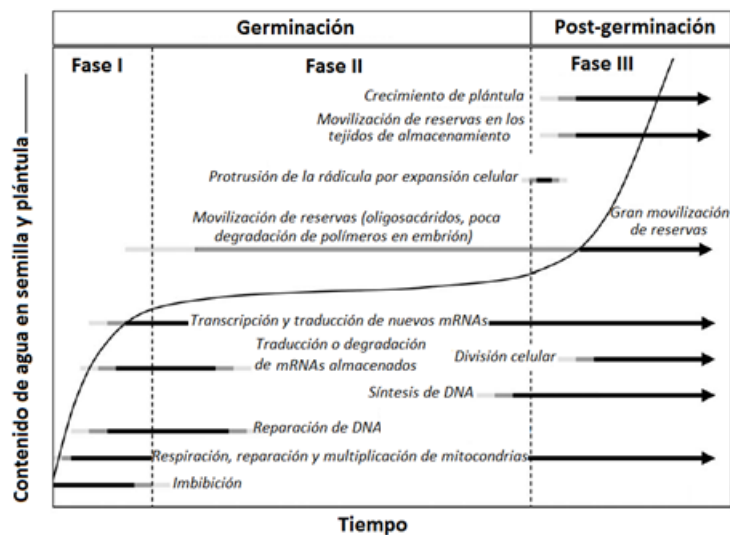 Germinación
Post-germinación
Fase I
Fase II
Fase III
Crecimiento de plántula
Movilización de reservas en los
tejidos de almacenamiento
Protrusión de la rádicula por expansión celular
Movilización de reservas (oligosacáridos, poca
degradación de polímeros en embrión)
Gran movilización
de reservas
Transcripción y traducción de nuevos mRNAs
Traducción o degradación
de mRNAs almacenados
División celular
Síntesis de DNA
Reparación de DNA
Respiración, reparación y multiplicación de mitocondrias
Imbibición
Contenido de agua en semilla y plántula
Tiempo